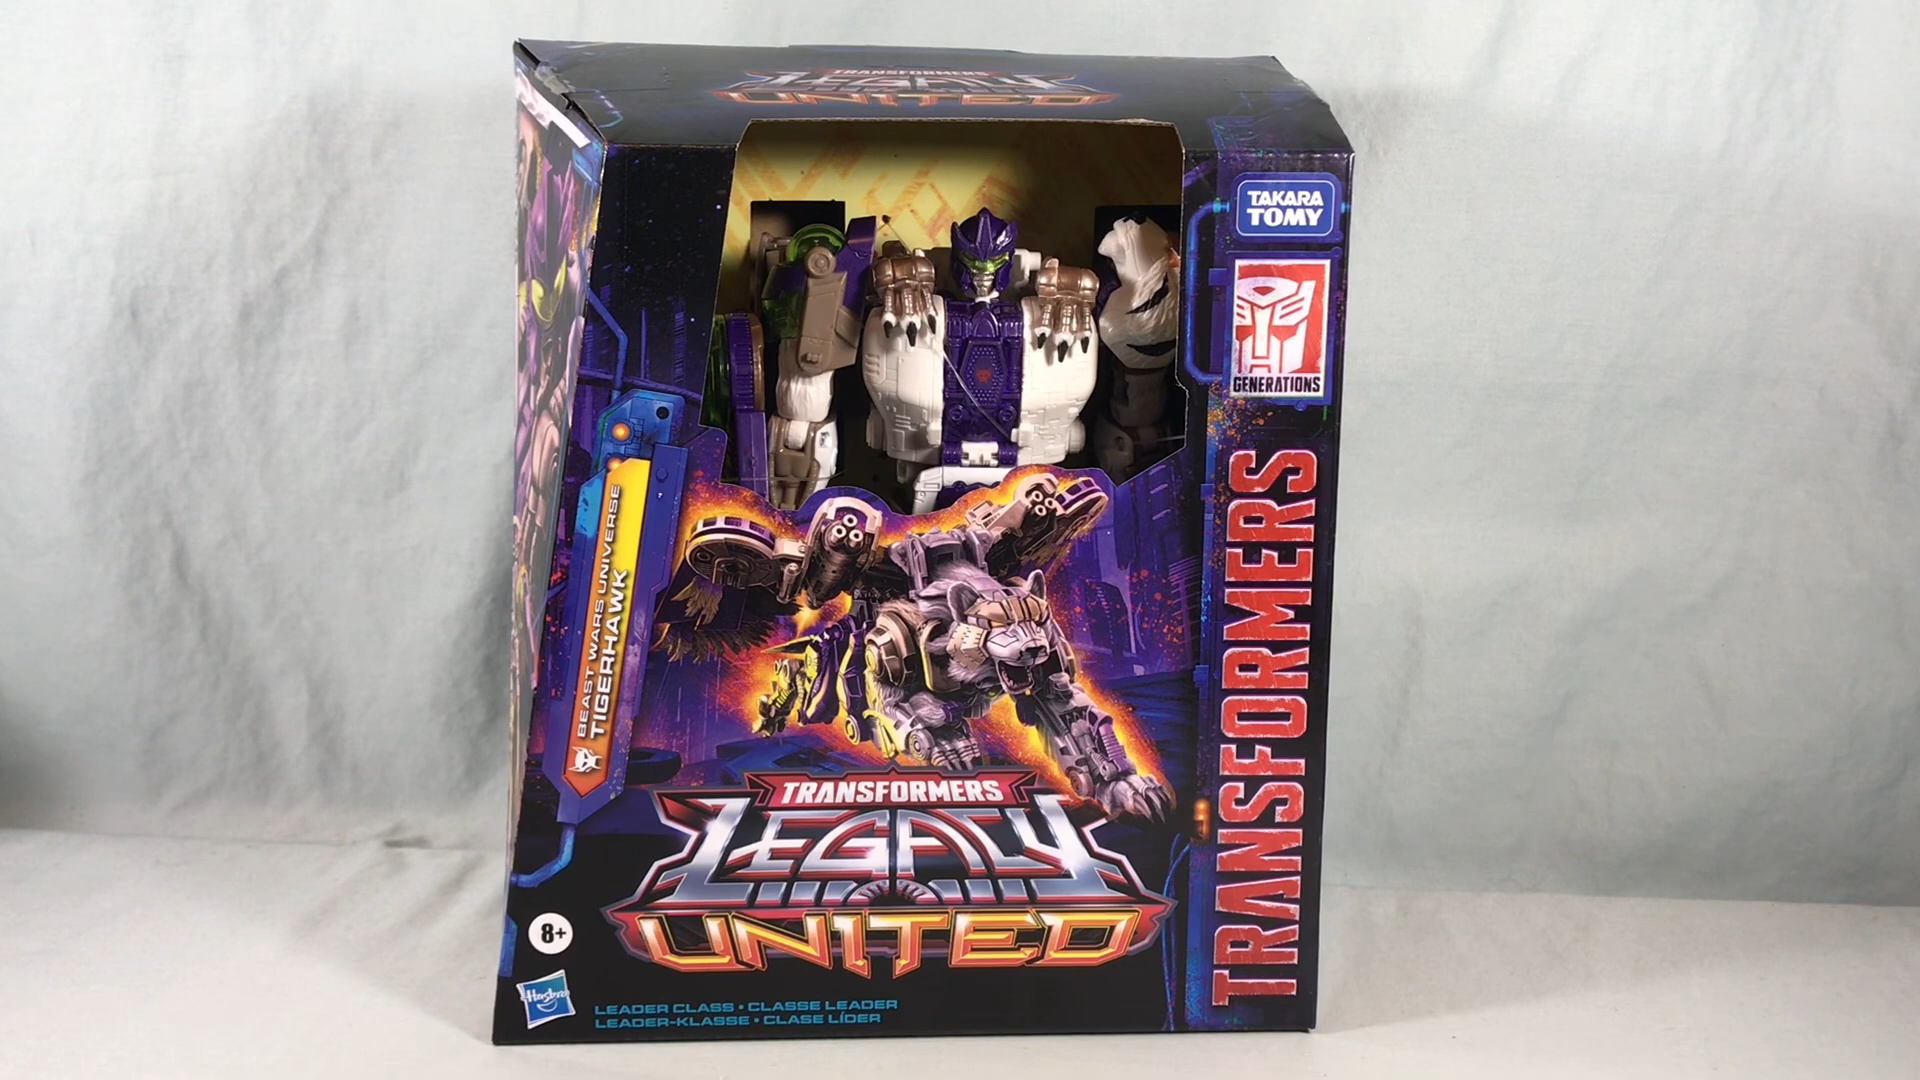 TRANSFORMERS
LEGACY
UNITED
TAKARA
TOMY
GENERATIONS
TRANSFORMERS
BEAST WARS UNIVERSE
TIGERHAWK
TRANSFORMERS
LEGACY
UNITED
8+
Hasbro
LEADER CLASS • CLASSE LEADER
LEADER-KLASSE • CLASE LÍDER